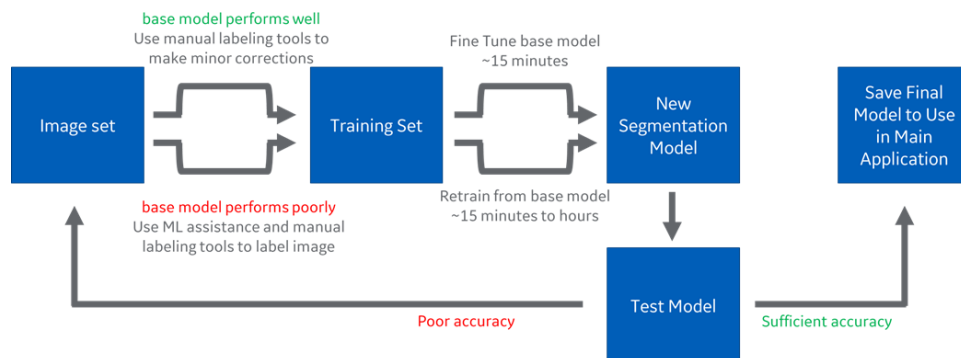 base model performs well
Use manual labeling tools to
make minor corrections
Fine Tune base model
~15 minutes
Image set
Training Set
New
Segmentation
Model
Save Final
Model to Use
in Main
Application
base model performs poorly
Use ML assistance and manual
labeling tools to label image
Retrain from base model
~15 minutes to hours
Test Model
Poor accuracy
Sufficient accuracy